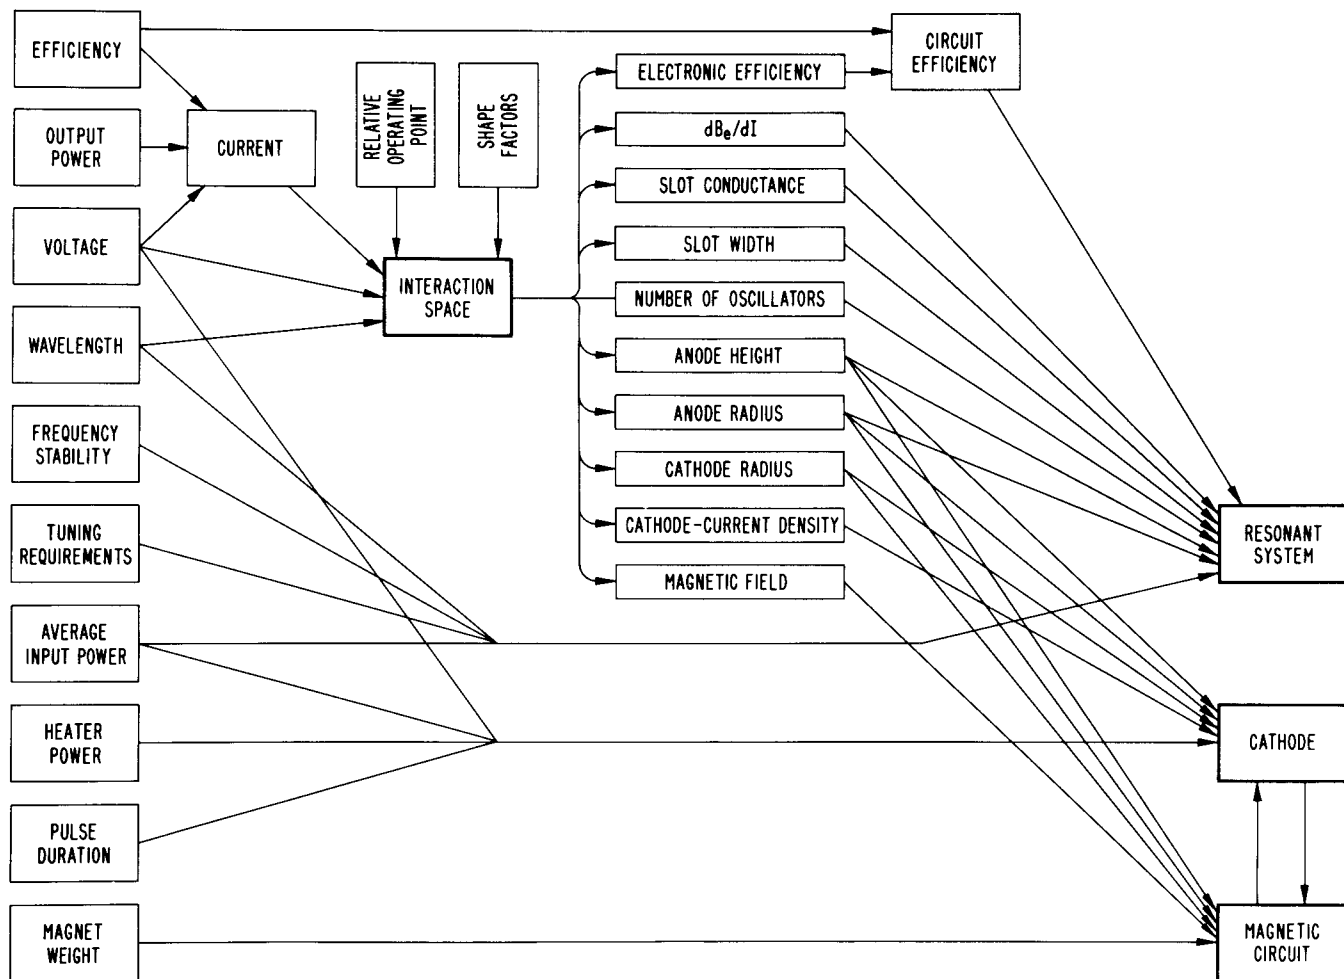 EFFICIENCY
OUTPUT
POWER
VOLTAGE
WAVELENGTH
FREQUENCY
STABILITY
TUNING
REQUIREMENTS
AVERAGE
INPUT POWER
HEATER
POWER
PULSE
DURATION
MAGNET
WEIGHT
CURRENT
RELATIVE
OPERATING
POINT
SHAPE
FACTORS
INTERACTION
SPACE
ELECTRONIC EFFICIENCY
dBe/dI
SLOT CONDUCTANCE
SLOT WIDTH
NUMBER OF OSCILLATORS
ANODE HEIGHT
ANODE RADIUS
CATHODE RADIUS
CATHODE-CURRENT DENSITY
MAGNETIC FIELD
CIRCUIT
EFFICIENCY
RESONANT
SYSTEM
CATHODE
MAGNETIC
CIRCUIT